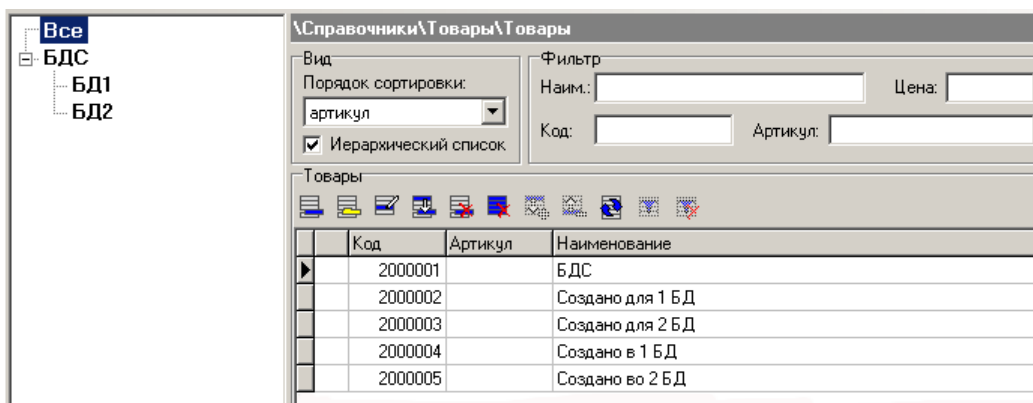 Все
БДС
БД1
БД2
\Справочники\Товары\Товары
Вид
Порядок сортировки:
артикул
Иерархический список
Фильтр
Наим.: Цена:
Код: Артикул:
Товары
Код Артикул Наименование
2000001 БДС
2000002 Создано для 1 БД
2000003 Создано для 2 БД
2000004 Создано в 1 БД
2000005 Создано во 2 БД